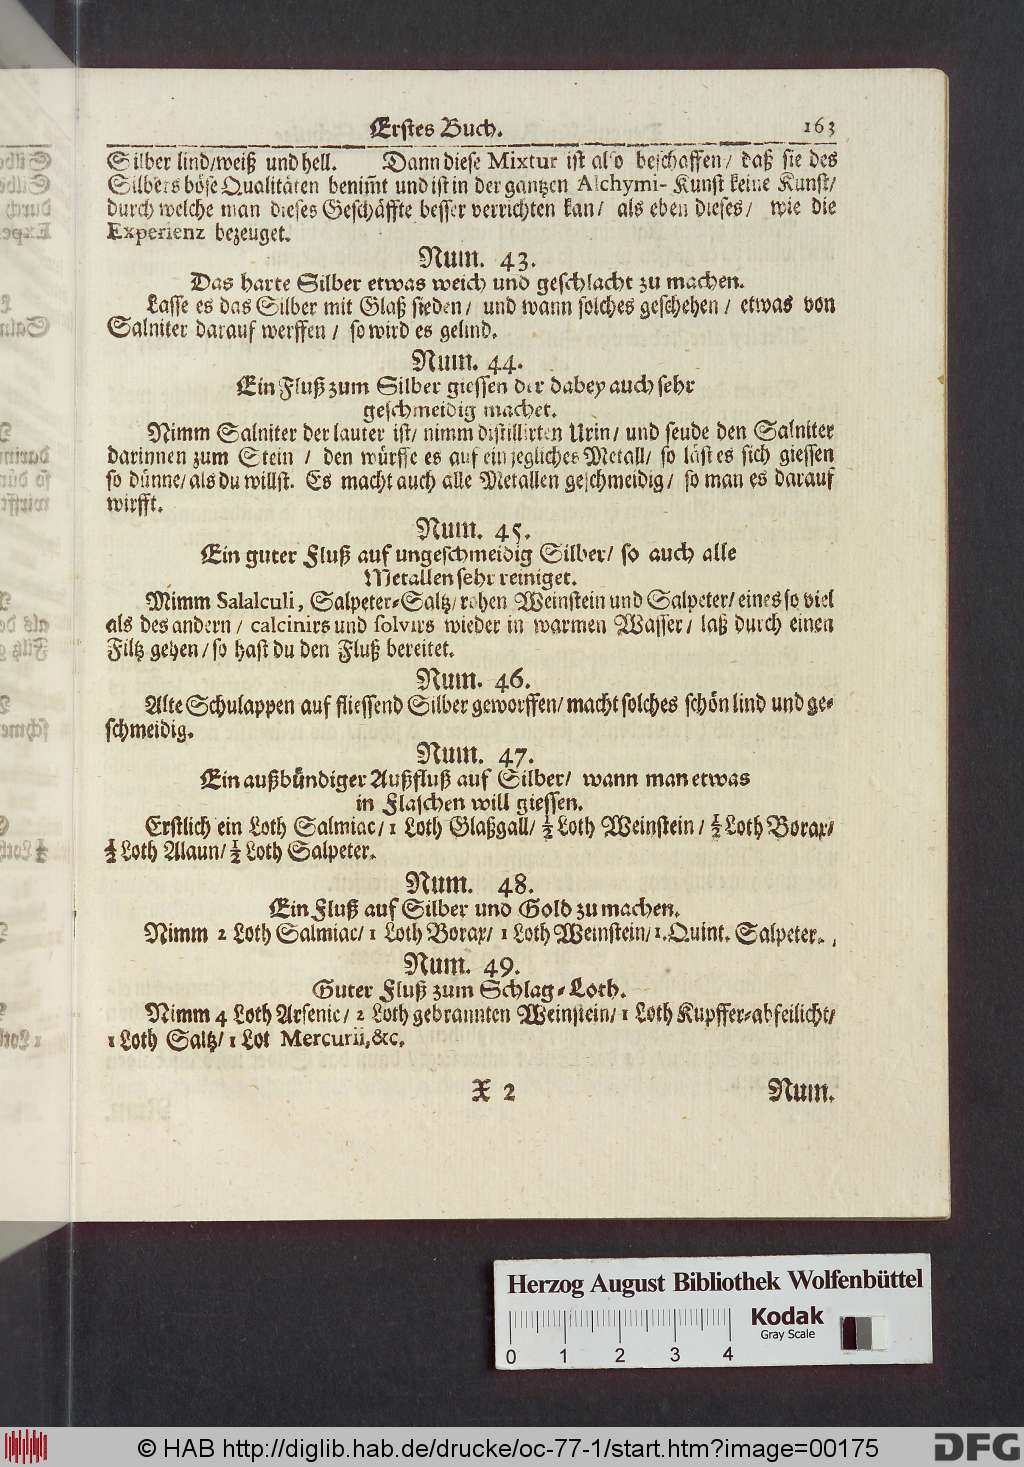 Erstes Buch. 163
Silber lind/weiß und hell. Dann diese Mixtur ist also beschaffen/ daß sie des
Silbers böse Qualitäten benim̃t und ist in der gantzen Alchymi- Kunst keine Kunst/
durch welche man dieses Geschäffte besser verrichten kan/ als eben dieses/ wie die
Experienz bezeuget.
Num. 43.
Das harte Silber etwas weich und geschlacht zu machen.
Lasse es das Silber mit Glaß sieden/ und wann solches geschehen/ etwas von
Salniter darauf werffen/ so wird es gelind.
Num. 44.
Ein Fluß zum Silber giessen der dabey auch sehr
geschmeidig machet.
Nimm Salniter der lauter ist/ nimm distillirten Urin/ und seude den Salniter
darinnen zum Stein / den würffe es auf ein jegliches Metall/ so läst es sich giessen
so dünne/ als du willst. Es macht auch alle Metallen geschmeidig/ so man es darauf
wirfft.
Num. 45.
Ein guter Fluß auf ungeschmeidig Silber/ so auch alle
Metallen sehr reiniget.
Nimm Salalculi, Salpeter-Saltz/ rohen Weinstein und Salpeter/ eines so viel
als des andern/ calcinirs und solvirs wieder in warmen Wasser/ laß durch einen
Filtz gehen/ so hast du den Fluß bereitet.
Num. 46.
Alte Schulappen auf fliessend Silber geworffen/ macht solches schön lind und ge-
schmeidig.
Num. 47.
Ein außbündiger Außfluß auf Silber/ wann man etwas
in Flaschen will giessen.
Erstlich ein Loth Salmiac/ 1 Loth Glaßgall/ ½ Loth Weinstein/ ½ Loth Borax/
½ Loth Alaun/ ½ Loth Salpeter.
Num. 48.
Ein Fluß auf Silber und Gold zu machen.
Nimm 2 Loth Salmiac/ 1 Loth Borax/ 1 Loth Weinstein/ 1. Quint. Salpeter.
Num. 49.
Guter Fluß zum Schlag-Loth.
Nimm 4 Loth Arsenic/ 2 Loth gebrannten Weinstein/ 1 Loth Kupffer-abfeilicht/
1 Loth Saltz/ 1 Lot Mercurii, &c.
X 2 Num.
Herzog August Bibliothek Wolfenbüttel
Kodak
Gray Scale
0 1 2 3 4
© HAB http://diglib.hab.de/drucke/oc-77-1/start.htm?image=00175
DFG